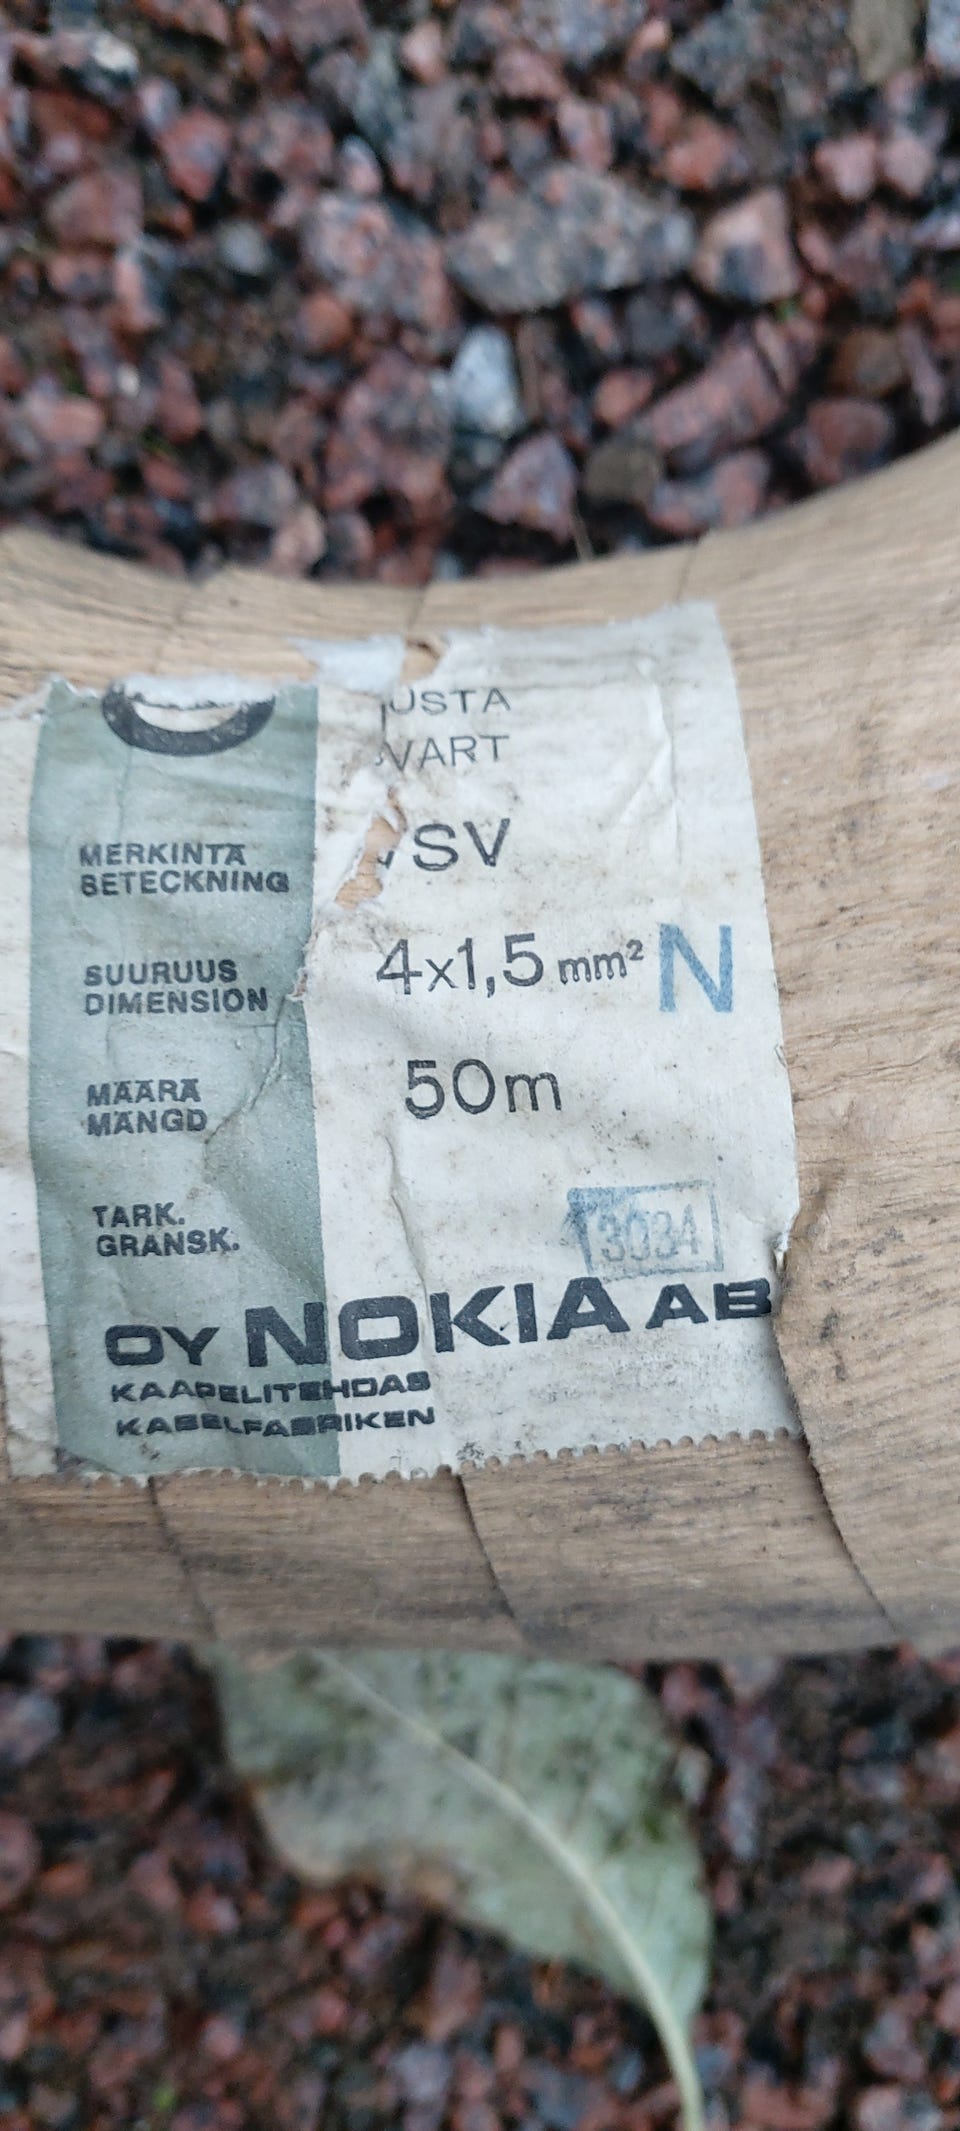 USTA
VART
MERKINTÄ
BETECKNING
SV
SUURUUS
DIMENSION
4x1,5 mm² N
MÄÄRÄ
MÄNGD
50m
TARK.
GRANSK.
3034
OY NOKIA AB
KAAPELITEHDAS
KABELFABRIKEN